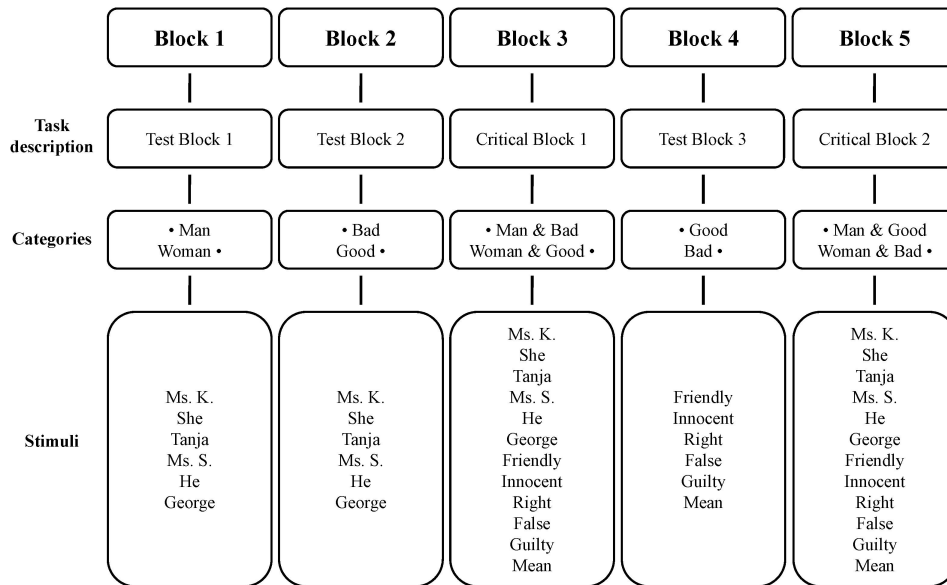 Block 1
Block 2
Block 3
Block 4
Block 5
Task
description
Test Block 1
Test Block 2
Critical Block 1
Test Block 3
Critical Block 2
Categories
• Man
Woman •
• Bad
Good •
• Man & Bad
Woman & Good •
• Good
Bad •
• Man & Good
Woman & Bad •
Stimuli
Ms. K.
She
Tanja
Ms. S.
He
George
Ms. K.
She
Tanja
Ms. S.
He
George
Ms. K.
She
Tanja
Ms. S.
He
George
Friendly
Innocent
Right
False
Guilty
Mean
Friendly
Innocent
Right
False
Guilty
Mean
Ms. K.
She
Tanja
Ms. S.
He
George
Friendly
Innocent
Right
False
Guilty
Mean